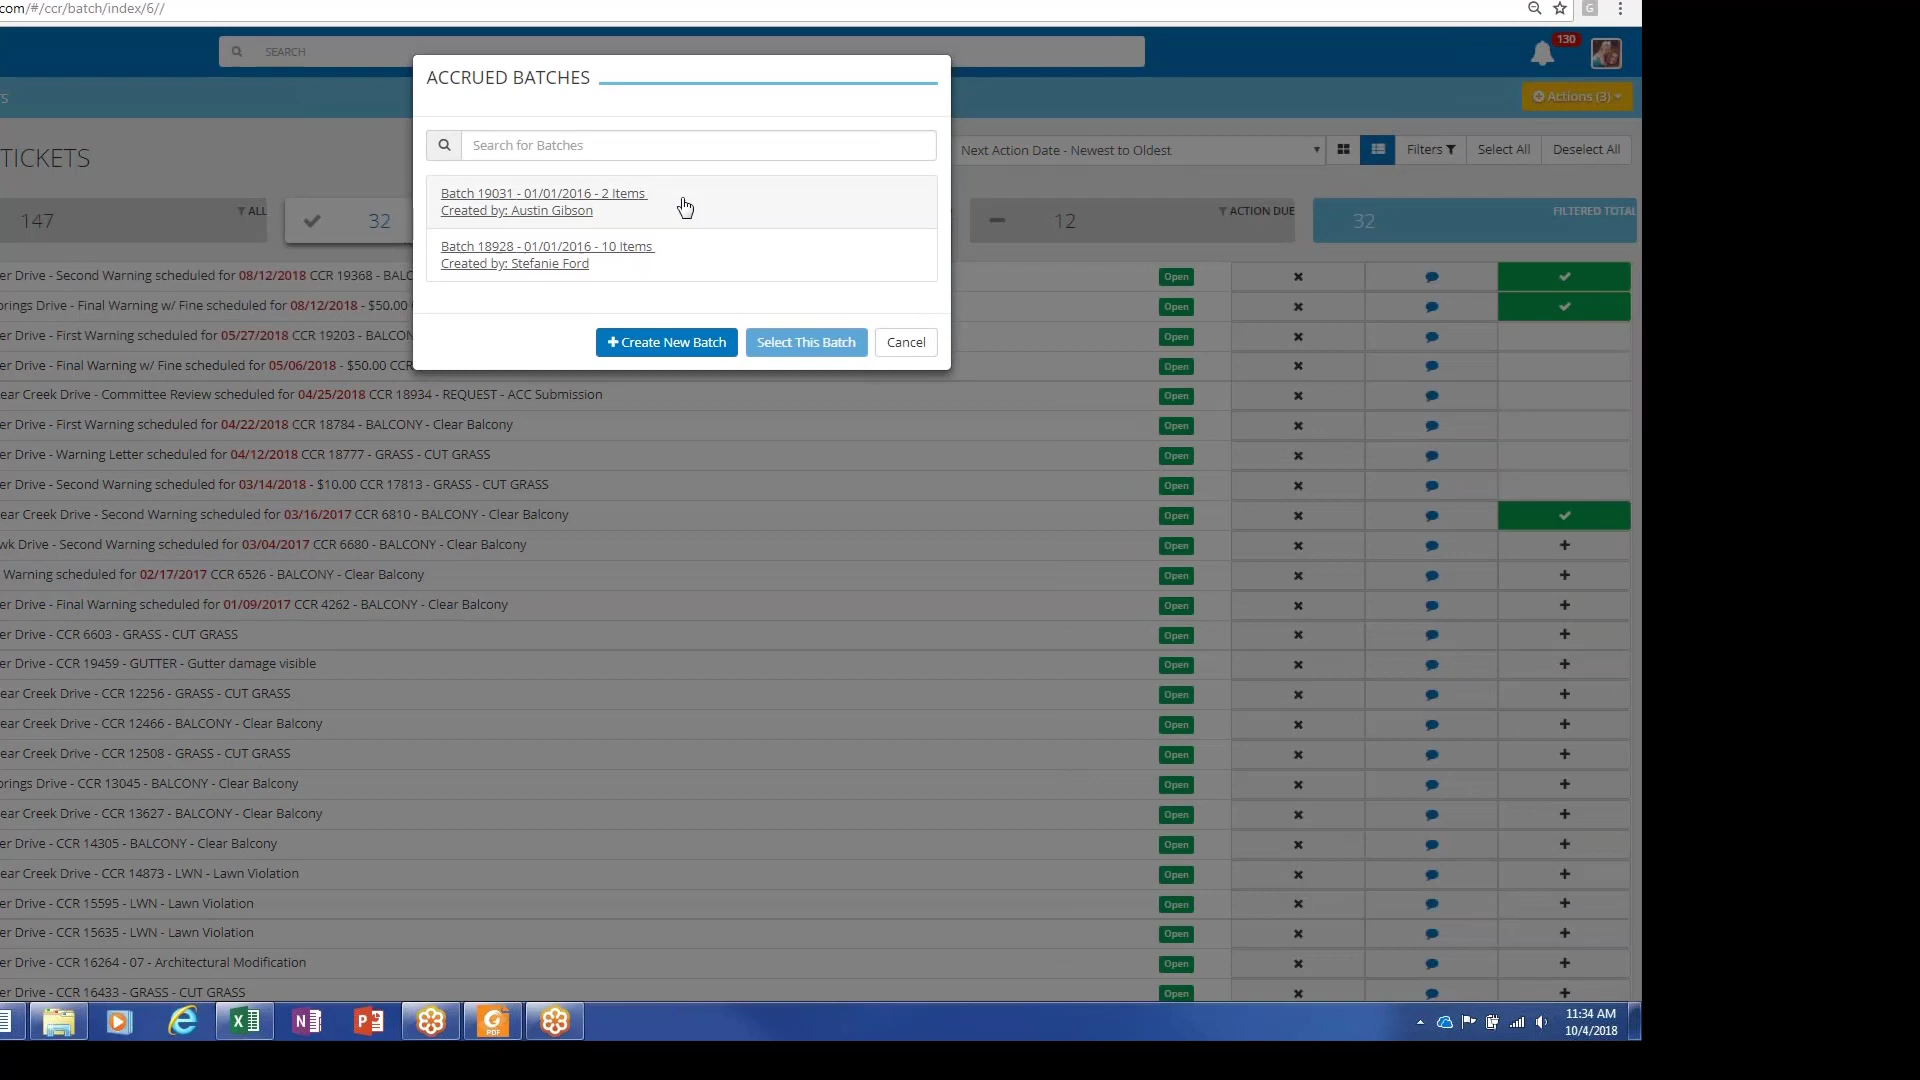 com/#/ccr/batch/index/6//
SEARCH
130
Actions (3)
ACCRUED BATCHES
Search for Batches
Batch 19031 - 01/01/2016 - 2 Items
Created by: Austin Gibson
Batch 18928 - 01/01/2016 - 10 Items
Created by: Stefanie Ford
Create New Batch
Select This Batch
Cancel
TICKETS
Next Action Date - Newest to Oldest
Filters
Select All
Deselect All
147
ALL
32
12
ACTION DUE
32
FILTERED TOTAL
er Drive - Second Warning scheduled for 08/12/2018 CCR 19368 - BALC
Open
prings Drive - Final Warning w/ Fine scheduled for 08/12/2018 - $50.00
Open
er Drive - First Warning scheduled for 05/27/2018 CCR 19203 - BALCON
Open
er Drive - Final Warning w/ Fine scheduled for 05/06/2018 - $50.00 CCR
Open
ear Creek Drive - Committee Review scheduled for 04/25/2018 CCR 18934 - REQUEST - ACC Submission
Open
er Drive - First Warning scheduled for 04/22/2018 CCR 18784 - BALCONY - Clear Balcony
Open
er Drive - Warning Letter scheduled for 04/12/2018 CCR 18777 - GRASS - CUT GRASS
Open
er Drive - Second Warning scheduled for 03/14/2018 - $10.00 CCR 17813 - GRASS - CUT GRASS
Open
ear Creek Drive - Second Warning scheduled for 03/16/2017 CCR 6810 - BALCONY - Clear Balcony
Open
wk Drive - Second Warning scheduled for 03/04/2017 CCR 6680 - BALCONY - Clear Balcony
Open
Warning scheduled for 02/17/2017 CCR 6526 - BALCONY - Clear Balcony
Open
er Drive - Final Warning scheduled for 01/09/2017 CCR 4262 - BALCONY - Clear Balcony
Open
er Drive - CCR 6603 - GRASS - CUT GRASS
Open
er Drive - CCR 19459 - GUTTER - Gutter damage visible
Open
ear Creek Drive - CCR 12256 - GRASS - CUT GRASS
Open
ear Creek Drive - CCR 12466 - BALCONY - Clear Balcony
Open
ear Creek Drive - CCR 12508 - GRASS - CUT GRASS
Open
prings Drive - CCR 13045 - BALCONY - Clear Balcony
Open
ear Creek Drive - CCR 13627 - BALCONY - Clear Balcony
Open
er Drive - CCR 14305 - BALCONY - Clear Balcony
Open
ear Creek Drive - CCR 14873 - LWN - Lawn Violation
Open
er Drive - CCR 15595 - LWN - Lawn Violation
Open
er Drive - CCR 15635 - LWN - Lawn Violation
Open
er Drive - CCR 16264 - 07 - Architectural Modification
Open
er Drive - CCR 16433 - GRASS - CUT GRASS
Open
11:34 AM
10/4/2018